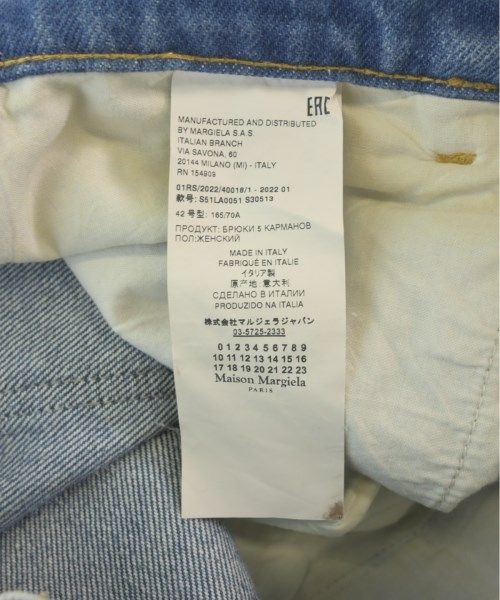 EAC
MANUFACTURED AND DISTRIBUTED
BY MARGIELA S.A.S.
ITALIAN BRANCH
VIA SAVONA, 60
20144 MILANO (MI) - ITALY
RN 154909
01RS/2022/40018/1 - 2022 01
款号: S51LA0051 S30513
42 号型: 165/70A
ПРОДУКТ: БРЮКИ 5 КАРМАНОВ
ПОЛ:ЖЕНСКИЙ
MADE IN ITALY
FABRIQUÉ EN ITALIE
イタリア製
原产地:意大利
СДЕЛАНО В ИТАЛИИ
PRODUZIDO NA ITALIA
株式会社マルジェラジャパン
03-5725-2333
0 1 2 3 4 5 6 7 8 9
10 11 12 13 14 15 16
17 18 19 20 21 22 23
Maison Margiela
PARIS